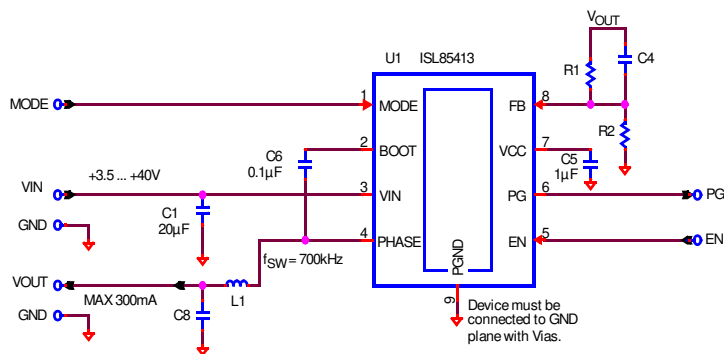 VOUT
U1 ISL85413
R1
C4
MODE
1
MODE
FB
8
R2
C6
0.1µF
2
BOOT
VCC
7
C5
1µF
VIN
+3.5 ... +40V
3
VIN
PG
6
PG
GND
C1
20µF
4
PHASE
EN
5
EN
fSW = 700kHz
VOUT
MAX 300mA
L1
PGND
GND
C8
9
Device must be
connected to GND
plane with Vias.